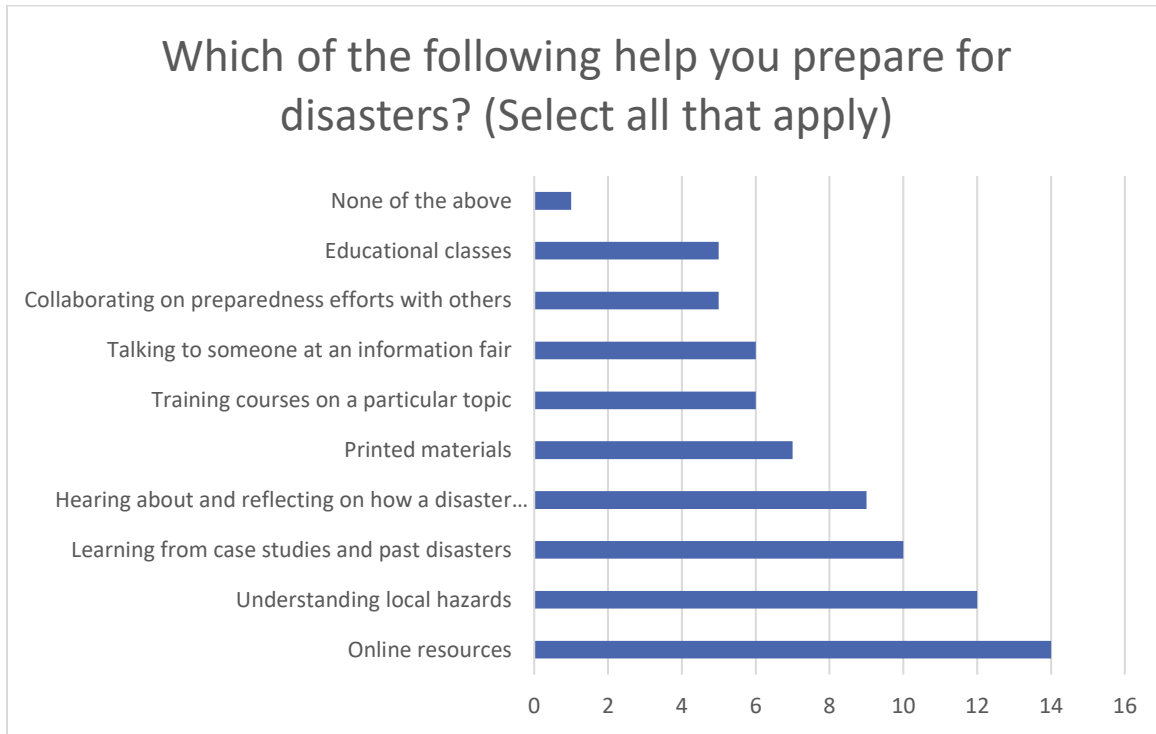 Which of the following help you prepare for
disasters? (Select all that apply)
None of the above
Educational classes
Collaborating on preparedness efforts with others
Talking to someone at an information fair
Training courses on a particular topic
Printed materials
Hearing about and reflecting on how a disaster…
Learning from case studies and past disasters
Understanding local hazards
Online resources
0 2 4 6 8 10 12 14 16